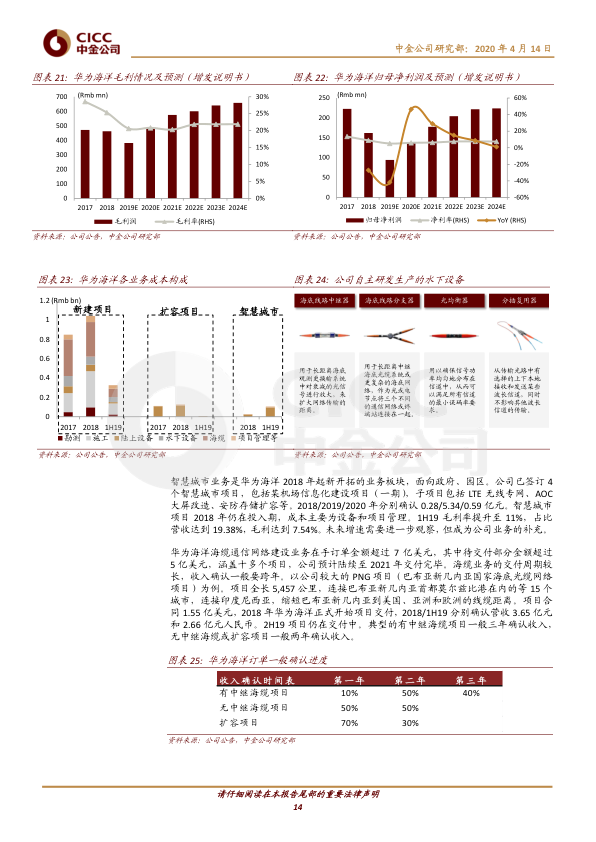 CICC
中金公司
中金公司研究部：2020 年 4 月 14 日
图表 21：华为海洋毛利情况及预测（增发说明书）
(Rmb mn)
700
600
500
400
300
200
100
0
30%
25%
20%
15%
10%
5%
0%
2017 2018 2019E 2020E 2021E 2022E 2023E 2024E
毛利润 毛利率(RHS)
资料来源：公司公告，中金公司研究部
图表 22：华为海洋归母净利润及预测（增发说明书）
(Rmb mn)
250
200
150
100
50
0
60%
40%
20%
0%
-20%
-40%
-60%
2017 2018 2019E 2020E 2021E 2022E 2023E 2024E
归母净利润 净利率(RHS) YoY (RHS)
资料来源：公司公告，中金公司研究部
图表 23：华为海洋各业务成本构成
1.2 (Rmb bn)
1
0.8
0.6
0.4
0.2
0
新建项目 扩容项目 智慧城市
2017 2018 1H19 2017 2018 1H19 2018 1H19
勘测 施工 陆上设备 水下设备 海缆 项目管理等
资料来源：公司公告，中金公司研究部
图表 24：公司自主研发生产的水下设备
海底线路中继器 海底线路分支器 光均衡器 分插复用器
用于长距离海底
观测更换输系统
中对衰减的光信
号进行放大，来
扩大网络传输的
距离。
用于长距离中继
海底光缆系统或
更复杂的海底网
络，作为光或电
节点将三个不同
的通信网络或终
端站连接在一起。
用以确保信号功
率均匀地分布在
信道中，从而可
以满足所有信道
的最小误码率要
求。
从传输光路中有
选择的上下本地
接收和发送某些
波长信道，同时
不影响其他波长
信道的传输。
资料来源：公司公告，中金公司研究部
智慧城市业务是华为海洋 2018 年起新开拓的业务板块，面向政府、园区。公司已签订 4
个智慧城市项目，包括某机场信息化建设项目（一期），子项目包括 LTE 无线专网、AOC
大屏改造、安防存储扩容等。2018/2019/2020 年分别确认 0.28/5.34/0.59 亿元。智慧城市
项目 2018 年仍在投入期，成本主要为设备和项目管理。1H19 毛利率提升至 11%，占比
营收达到 19.38%，毛利达到 7.54%。未来增速需要进一步观察，但成为公司业务的补充。
华为海洋海缆通信网络建设业务在手订单金额超过 7 亿美元，其中待交付部分金额超过
5 亿美元，涵盖十多个项目，公司预计陆续至 2021 年交付完毕。海缆业务的交付周期较
长，收入确认一般要跨年。以公司较大的 PNG 项目（巴布亚新几内亚国家海底光缆网络
项目）为例。项目全长 5,457 公里，连接巴布亚新几内亚首都莫尔兹比港在内的等 15 个
城市，连接印度尼西亚，缩短巴布亚新几内亚到美国、亚洲和欧洲的线缆距离。项目合
同 1.55 亿美元，2018 年华为海洋正式开始项目交付，2018/1H19 分别确认营收 3.65 亿元
和 2.66 亿元人民币。2H19 项目仍在交付中。典型的有中继海缆项目一般三年确认收入，
无中继海缆或扩容项目一般两年确认收入。
图表 25：华为海洋订单一般确认进度
收入确认时间表 第一年 第二年 第三年
有中继海缆项目 10% 50% 40%
无中继海缆项目 50% 50%
扩容项目 70% 30%
资料来源：公司公告，中金公司研究部
请仔细阅读在本报告尾部的重要法律声明
14